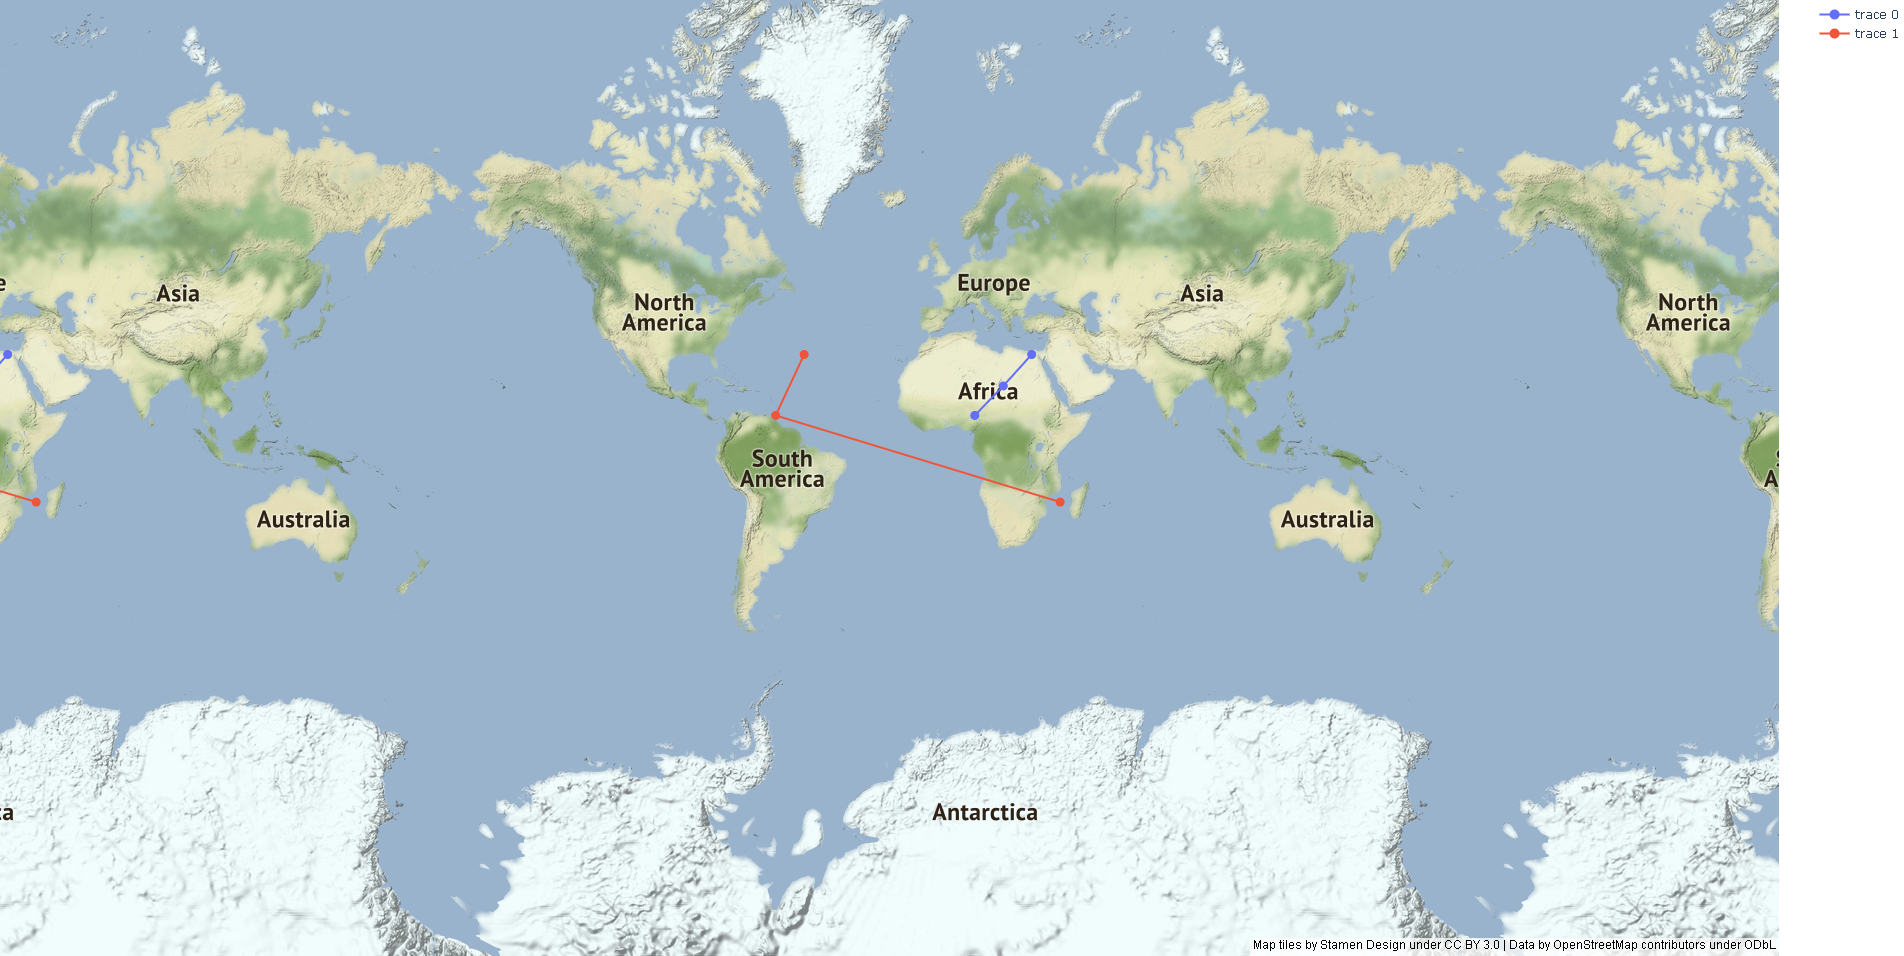 trace 0
trace 1
e
Asia
North
America
Europe
Asia
North
America
Africa
South
America
S
A
Australia
Australia
ca
Antarctica
Map tiles by Stamen Design under CC BY 3.0 | Data by OpenStreetMap contributors under ODbL